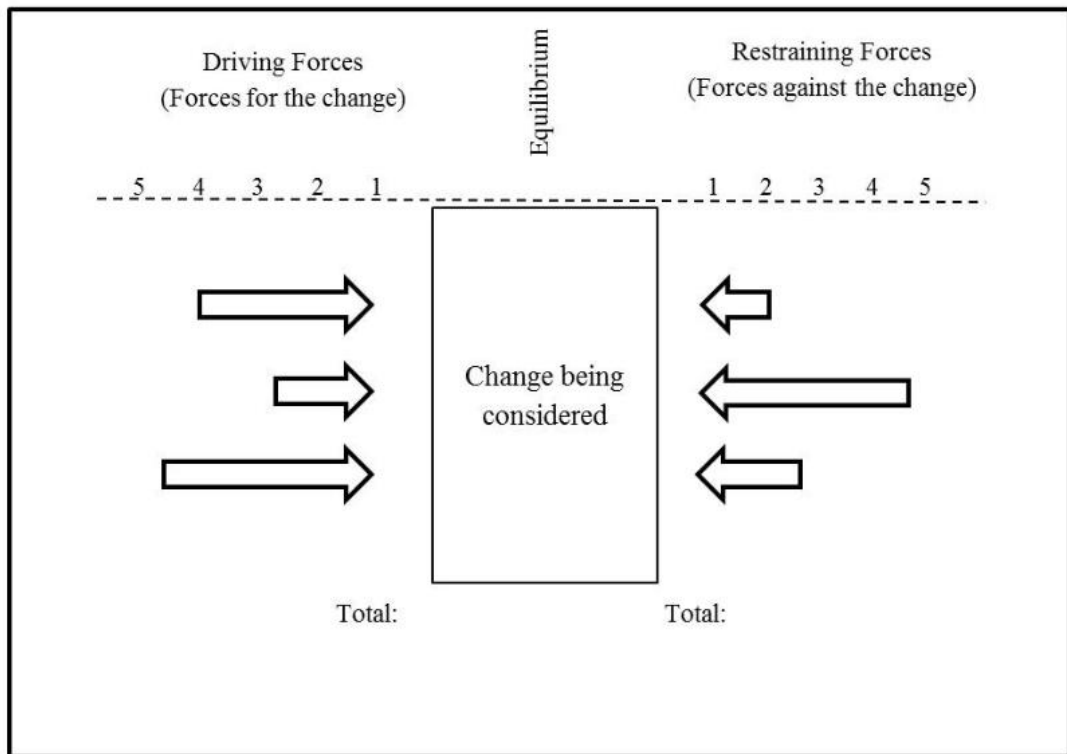 Driving Forces
(Forces for the change)
Equilibrium
Restraining Forces
(Forces against the change)
5 4 3 2 1
1 2 3 4 5
Change being
considered
Total:
Total: